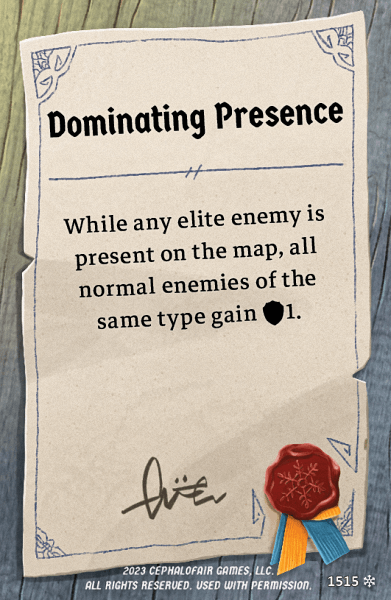 Dominating Presence
While any elite enemy is
present on the map, all
normal enemies of the
same type gain 1.
2023 CEPHALOFAIR GAMES, LLC.
ALL RIGHTS RESERVED. USED WITH PERMISSION.
1515